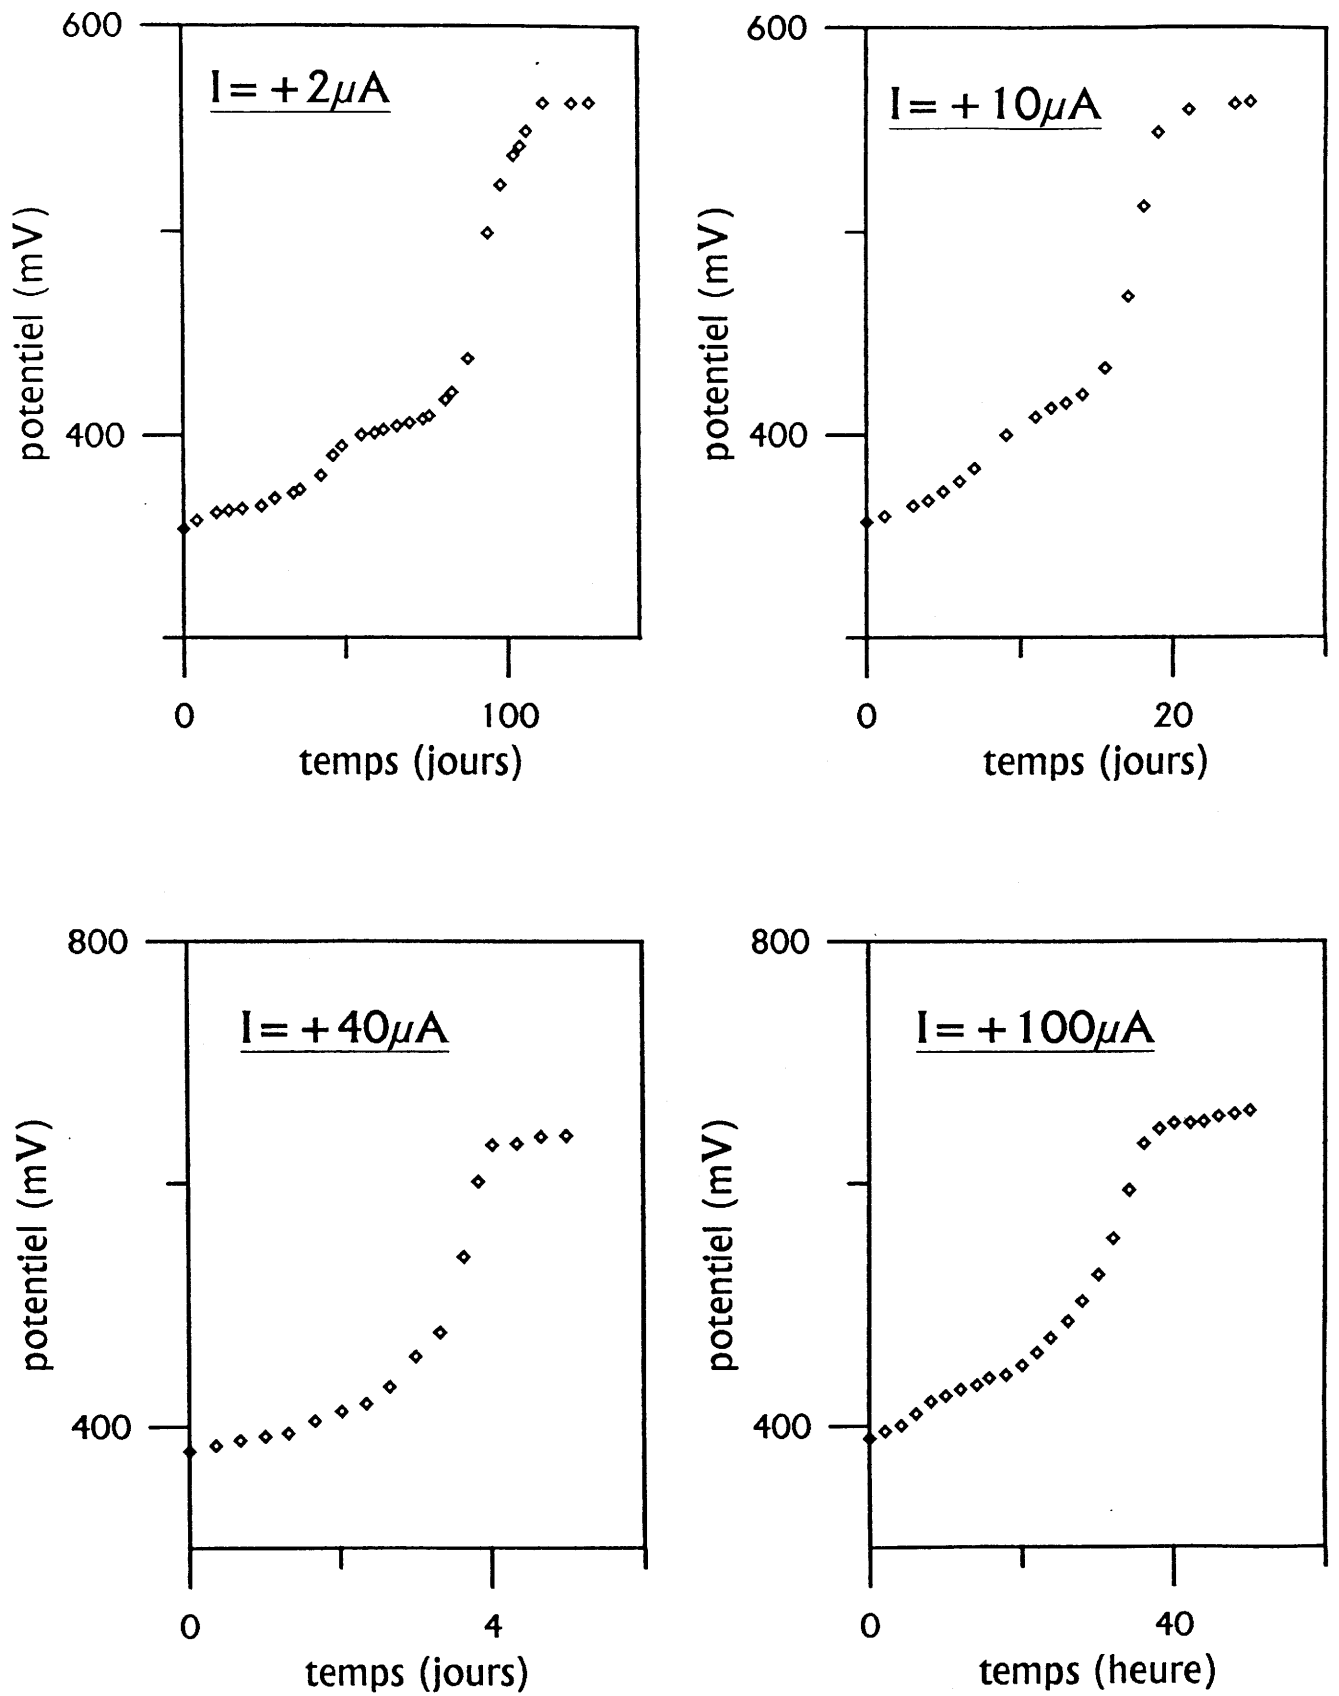 600
I = + 2μA
potentiel (mV)
400
0
100
temps (jours)
600
I = + 10μA
potentiel (mV)
400
0
20
temps (jours)
800
I = + 40μA
potentiel (mV)
400
0
4
temps (jours)
800
I = + 100μA
potentiel (mV)
400
0
40
temps (heure)